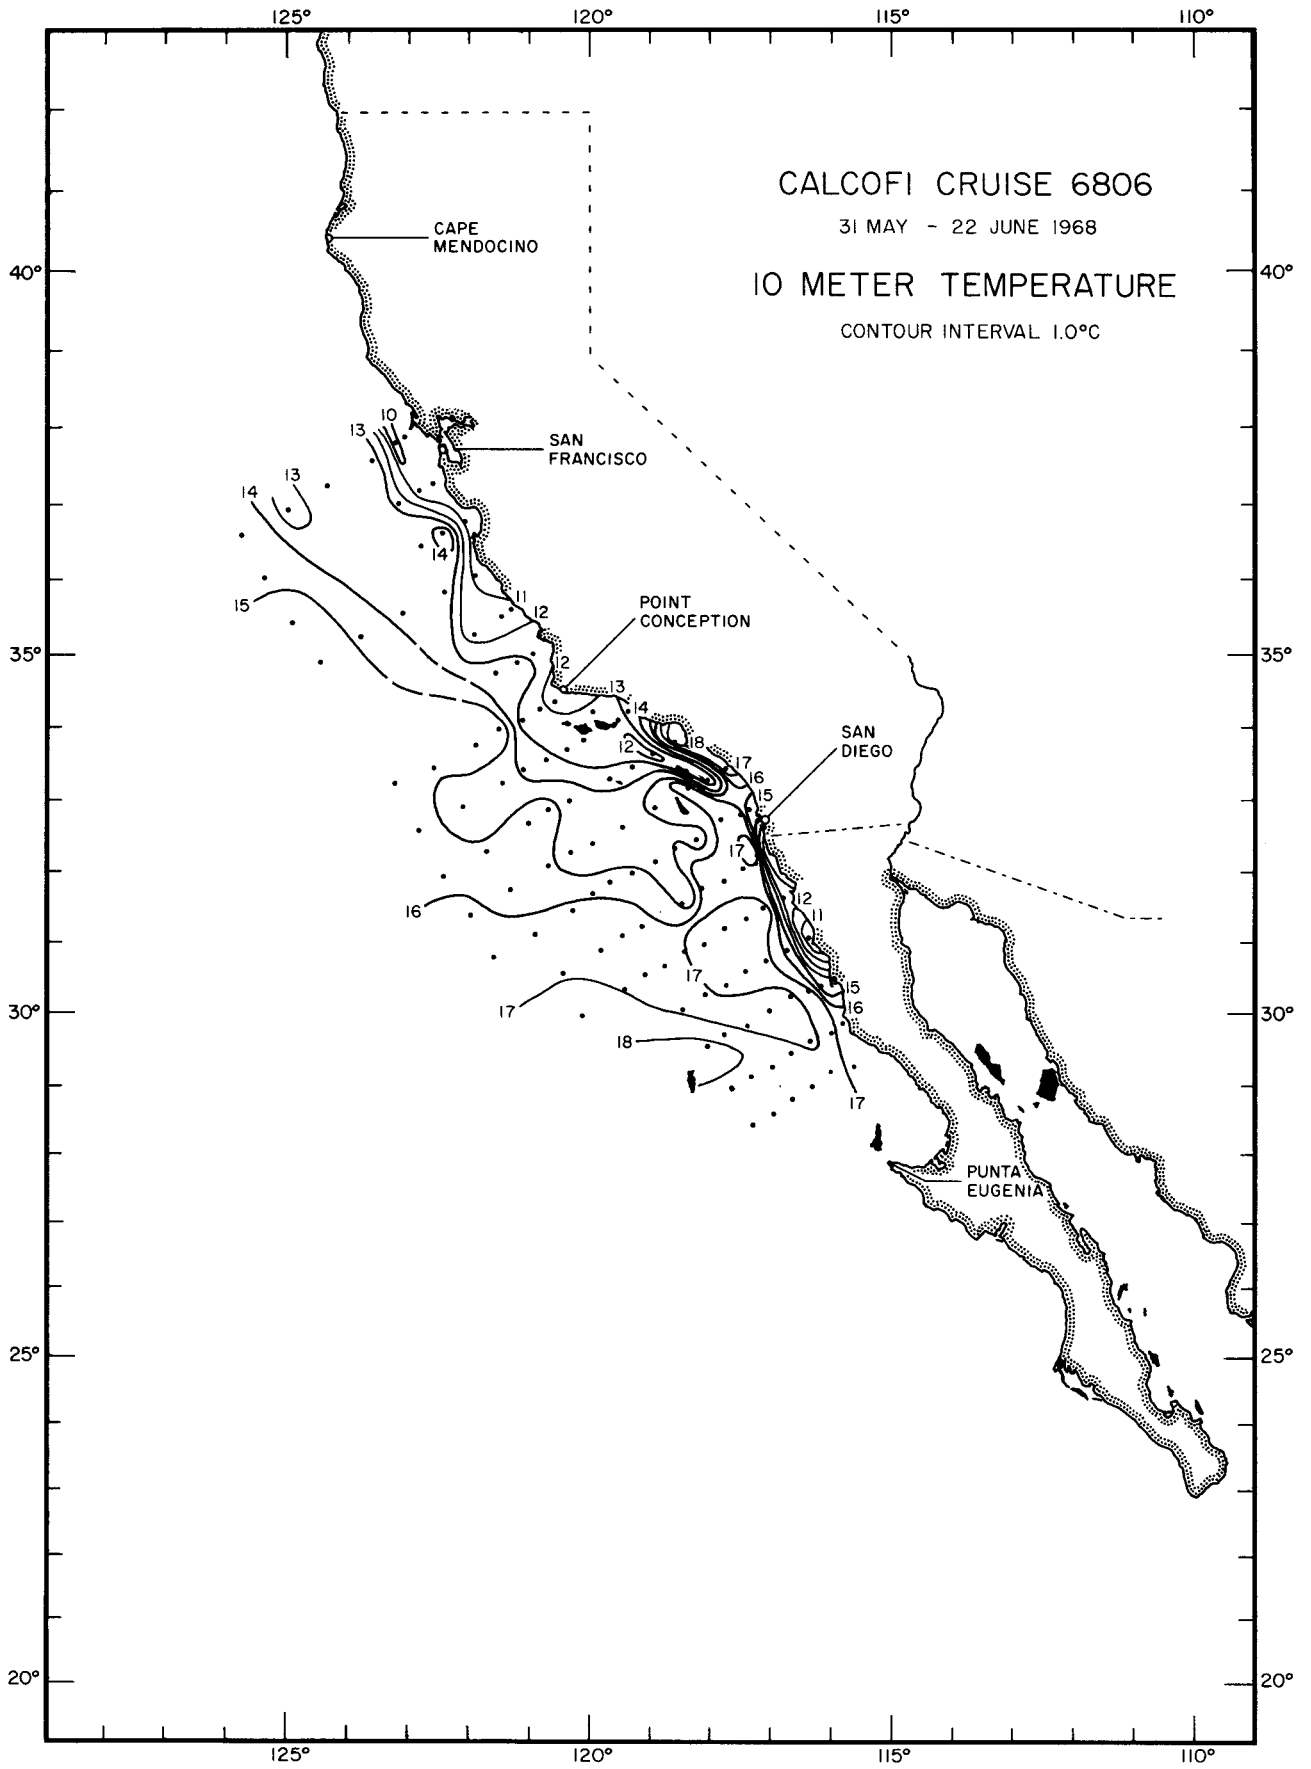 125° 120° 115° 110°
CALCOFI CRUISE 6806
31 MAY - 22 JUNE 1968
CAPE
MENDOCINO
40° 40°
10 METER TEMPERATURE
CONTOUR INTERVAL 1.0°C
10
13
SAN
FRANCISCO
13
14
14
15
11
12
POINT
CONCEPTION
35° 35°
12
13
14
18
12
SAN
DIEGO
17
16
15
17
12
11
16
17
15
16
17
30° 30°
18
17
PUNTA
EUGENIA
25° 25°
20° 20°
125° 120° 115° 110°